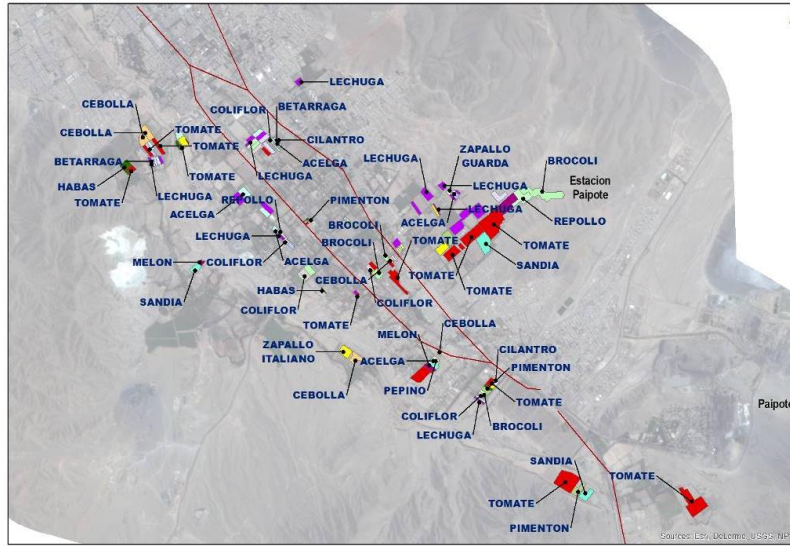 LECHUGA
CEBOLLA
COLIFLOR
BETARRAGA
CEBOLLA
TOMATE
CILANTRO
TOMATE
ACELGA
BETARRAGA
LECHUGA
ZAPALLO
GUARDA
BROCOLI
HABAS
TOMATE
LECHUGA
LECHUGA
Estacion
Paipote
TOMATE
LECHUGA
REPOLLO
PIMENTON
LECHUGA
ACELGA
ACELGA
REPOLLO
BROCOLI
LECHUGA
TOMATE
TOMATE
BROCOLI
SANDIA
MELON
COLIFLOR
ACELGA
TOMATE
SANDIA
HABAS
CEBOLLA
TOMATE
COLIFLOR
COLIFLOR
TOMATE
CEBOLLA
ZAPALLO
ITALIANO
MELON
CILANTRO
ACELGA
PIMENTON
CEBOLLA
PEPINO
TOMATE
Paipote
COLIFLOR
BROCOLI
LECHUGA
SANDIA
TOMATE
TOMATE
PIMENTON
Sources: Esri, DeLorme, USGS, NP